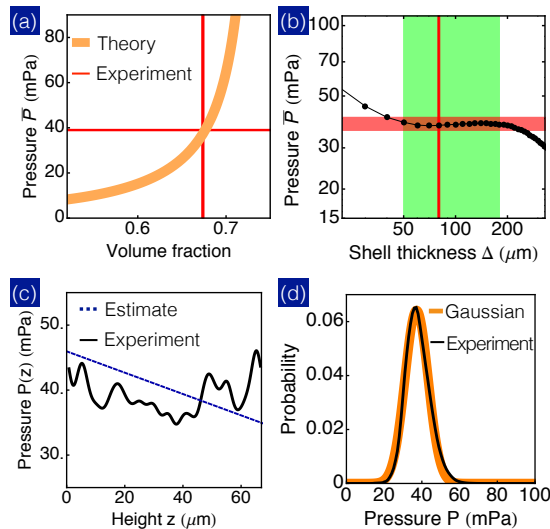 (a)
Theory
Experiment
Pressure P̅ (mPa)
80
60
40
20
0
0.6
0.7
Volume fraction
(b)
Pressure P̅ (mPa)
100
50
30
20
15
50
100
200
Shell thickness Δ (μm)
(c)
Estimate
Experiment
Pressure P(z) (mPa)
50
40
30
0
20
40
60
Height z (μm)
(d)
Gaussian
Experiment
Probability
0.06
0.04
0.02
0
0
20
40
60
80
100
Pressure P (mPa)